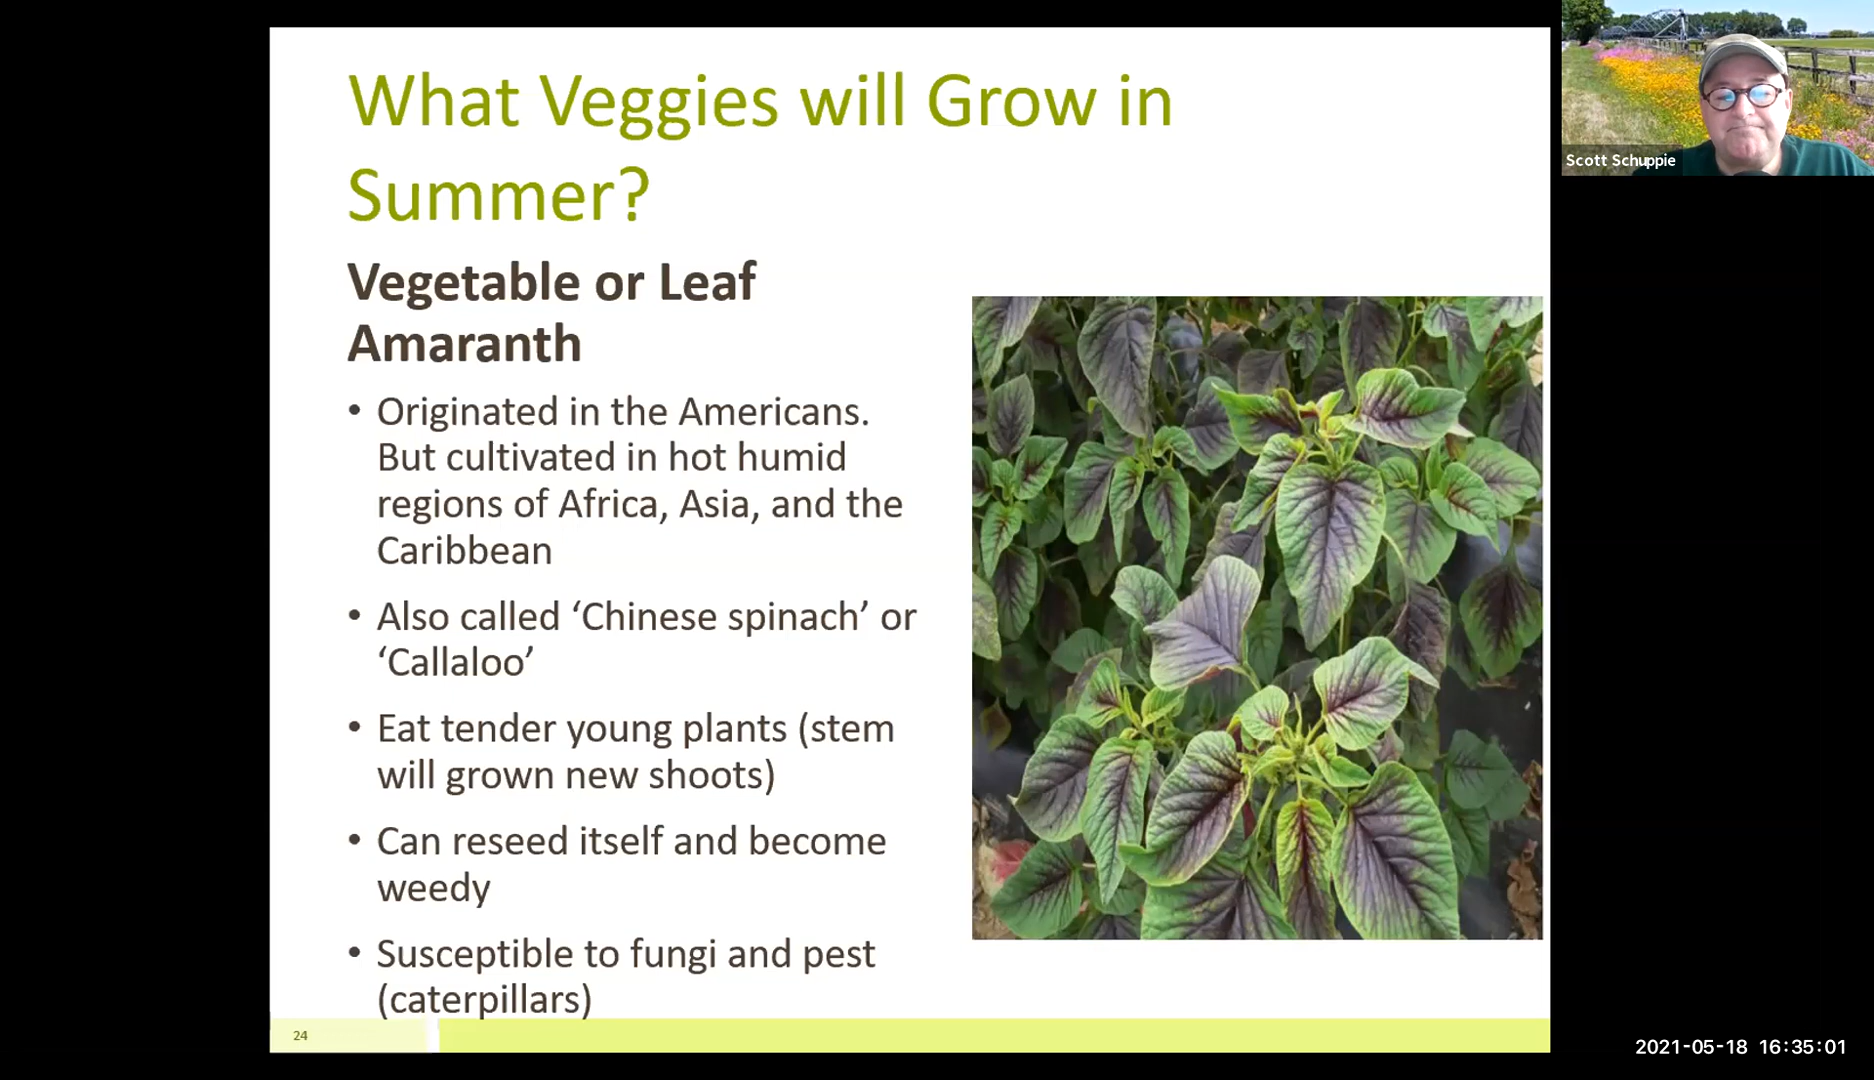 What Veggies will Grow in
Summer?
Vegetable or Leaf
Amaranth
• Originated in the Americans.
But cultivated in hot humid
regions of Africa, Asia, and the
Caribbean
• Also called ‘Chinese spinach’ or
‘Callaloo’
• Eat tender young plants (stem
will grown new shoots)
• Can reseed itself and become
weedy
• Susceptible to fungi and pest
(caterpillars)
24
Scott Schuppie
2021-05-18 16:35:01